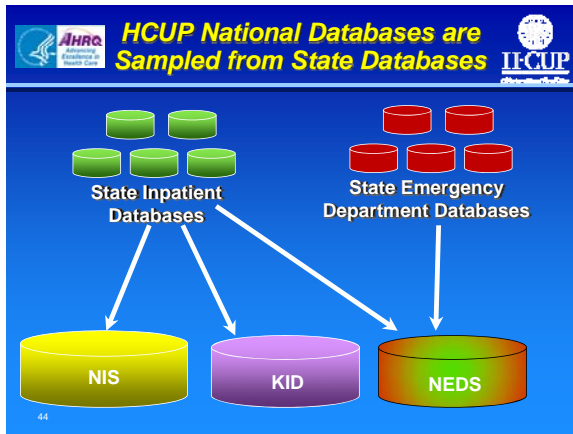 AHRQ
Advancing
Excellence in
Health Care
HCUP National Databases are
Sampled from State Databases
H·CUP
State Inpatient
Databases
State Emergency
Department Databases
NIS
KID
NEDS
44